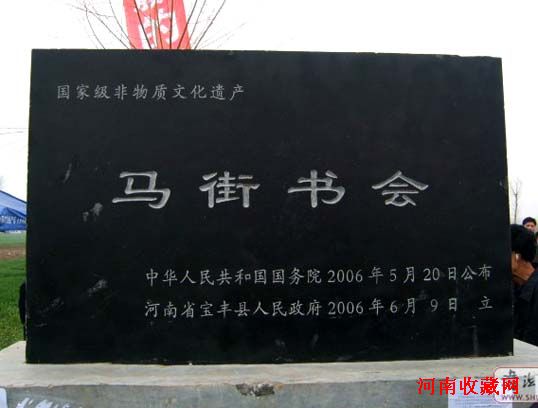 国家级非物质文化遗产
马街书会
中华人民共和国国务院2006年5月20日公布
河南省宝丰县人民政府2006年6月9日 立
河南收藏网